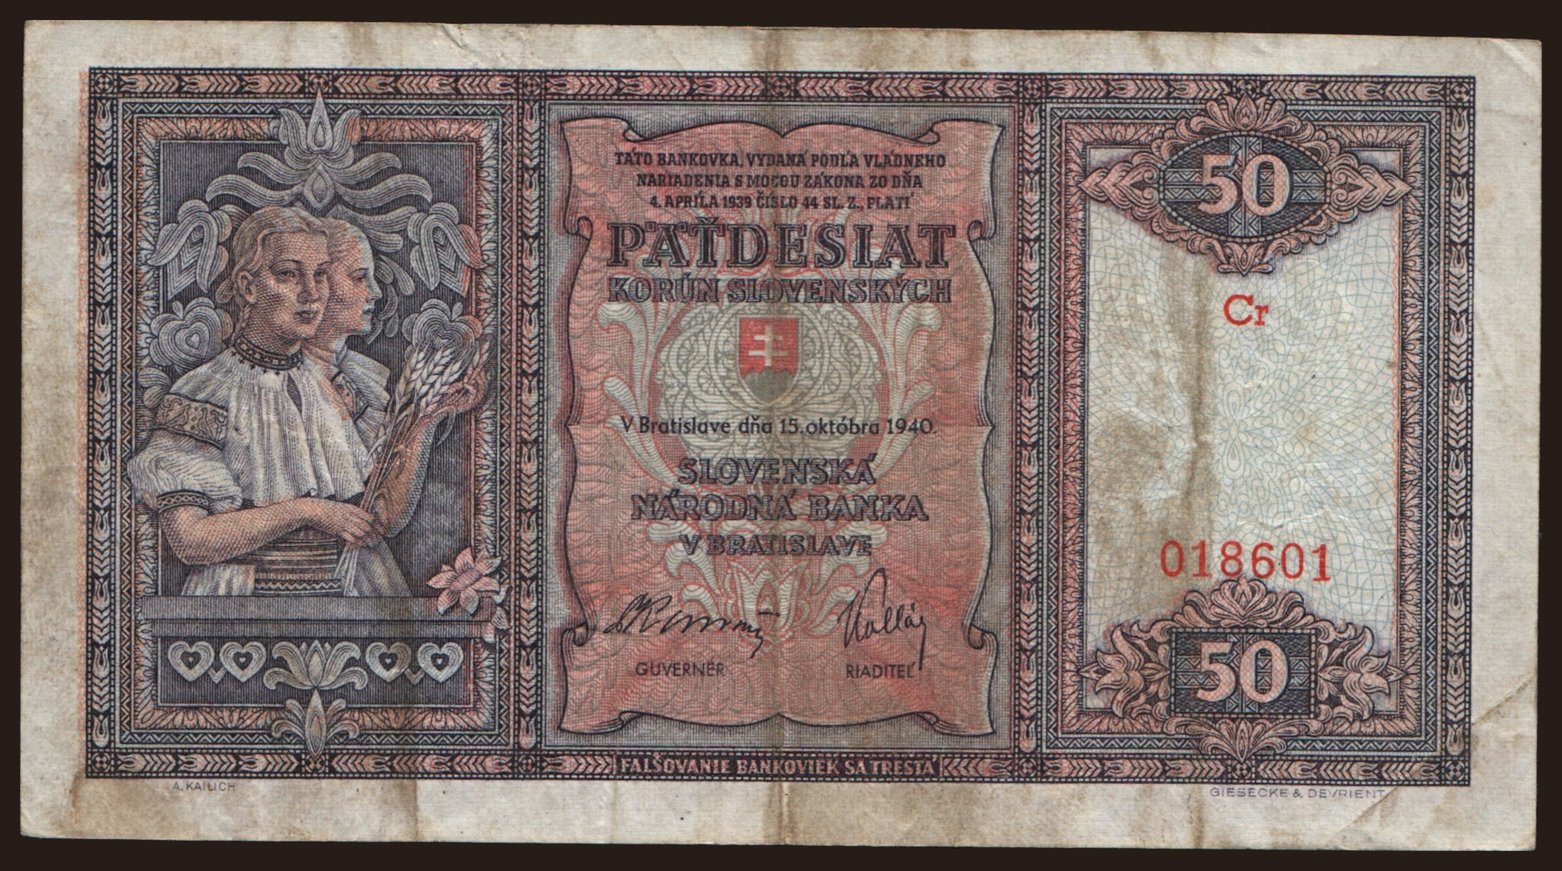 TÁTO BANKOVKA, VYDANÁ PODĽA VLÁDNEHO
NARIADENIA S MOCOU ZÁKONA ZO DŇA
4. APRÍLA 1939 ČÍSLO 44 SL. Z., PLATÍ
PÄŤDESIAT
KORÚN SLOVENSKÝCH
V Bratislave dňa 15. októbra 1940.
SLOVENSKÁ
NÁRODNÁ BANKA
V BRATISLAVE
GUVERNÉR
RIADITEĽ
FALŠOVANIE BANKOVIEK SA TRESTÁ
50
Cr
018601
50
A. KAILICH
GIESECKE & DEVRIENT